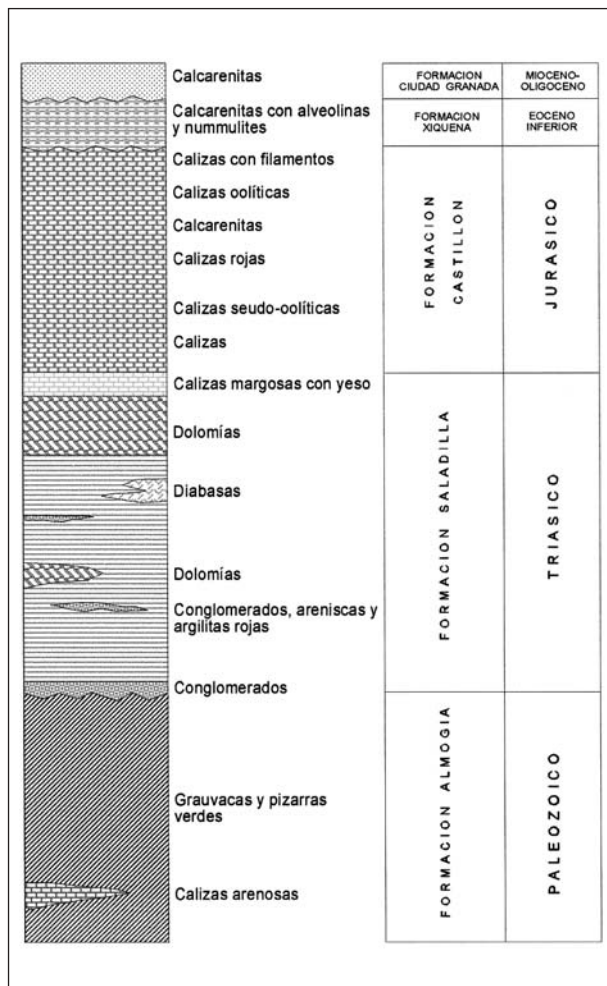 Calcarenitas
Calcarenitas con alveolinas
y nummulites
Calizas con filamentos
Calizas oolíticas
Calcarenitas
Calizas rojas
Calizas seudo-oolíticas
Calizas
Calizas margosas con yeso
Dolomías
Diabasas
Dolomías
Conglomerados, areniscas y
argilitas rojas
Conglomerados
Grauvacas y pizarras
verdes
Calizas arenosas
FORMACION
CIUDAD GRANADA
FORMACION
XIQUENA
FORMACION
CASTILLON
FORMACION SALADILLA
FORMACION ALMOGIA
MIOCENO-
OLIGOCENO
EOCENO
INFERIOR
JURASICO
TRIASICO
PALEOZOICO